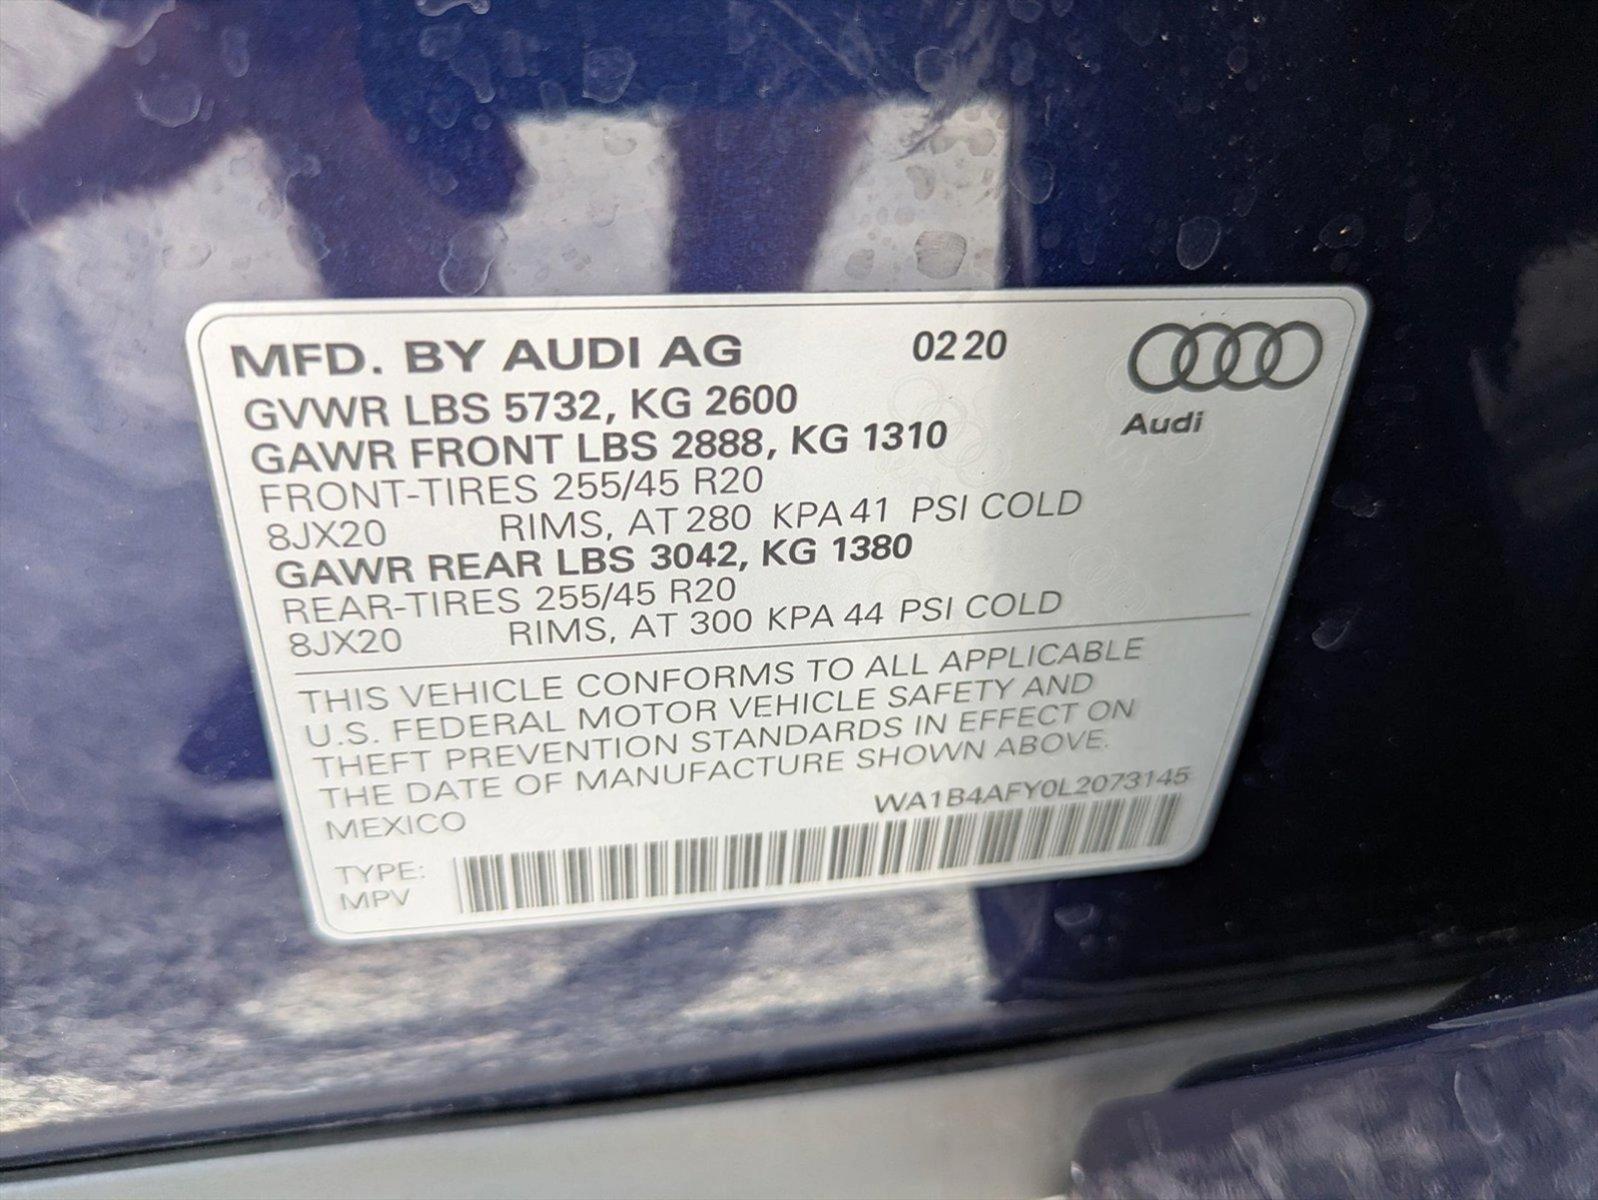 MFD. BY AUDI AG 02 20
Audi
GVWR LBS 5732, KG 2600
GAWR FRONT LBS 2888, KG 1310
FRONT-TIRES 255/45 R20
8JX20 RIMS, AT 280 KPA 41 PSI COLD
GAWR REAR LBS 3042, KG 1380
REAR-TIRES 255/45 R20
8JX20 RIMS, AT 300 KPA 44 PSI COLD
THIS VEHICLE CONFORMS TO ALL APPLICABLE
U.S. FEDERAL MOTOR VEHICLE SAFETY AND
THEFT PREVENTION STANDARDS IN EFFECT ON
THE DATE OF MANUFACTURE SHOWN ABOVE.
MEXICO WA1B4AFY0L2073145
TYPE:
MPV